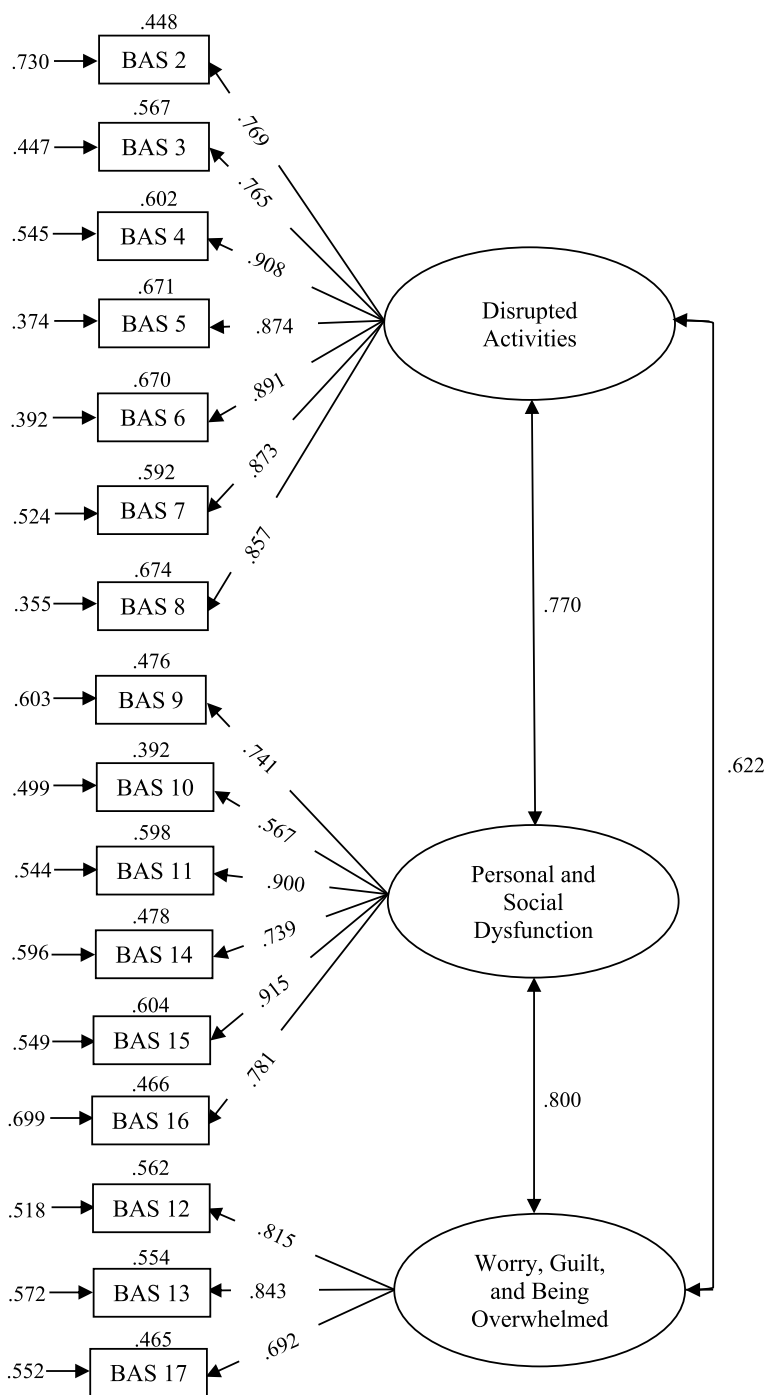 .448
.730
BAS 2
.769
.567
.447
BAS 3
.765
.602
.545
BAS 4
.908
.671
.374
BAS 5
.874
.670
.392
BAS 6
.891
.592
.524
BAS 7
.873
.674
.355
BAS 8
.857
Disrupted
Activities
.770
.622
.476
.603
BAS 9
.741
.392
.499
BAS 10
.567
.598
.544
BAS 11
.900
.478
.596
BAS 14
.739
.604
.549
BAS 15
.915
.466
.699
BAS 16
.781
Personal and
Social
Dysfunction
.800
.562
.518
BAS 12
.815
.554
.572
BAS 13
.843
.465
.552
BAS 17
.692
Worry, Guilt,
and Being
Overwhelmed